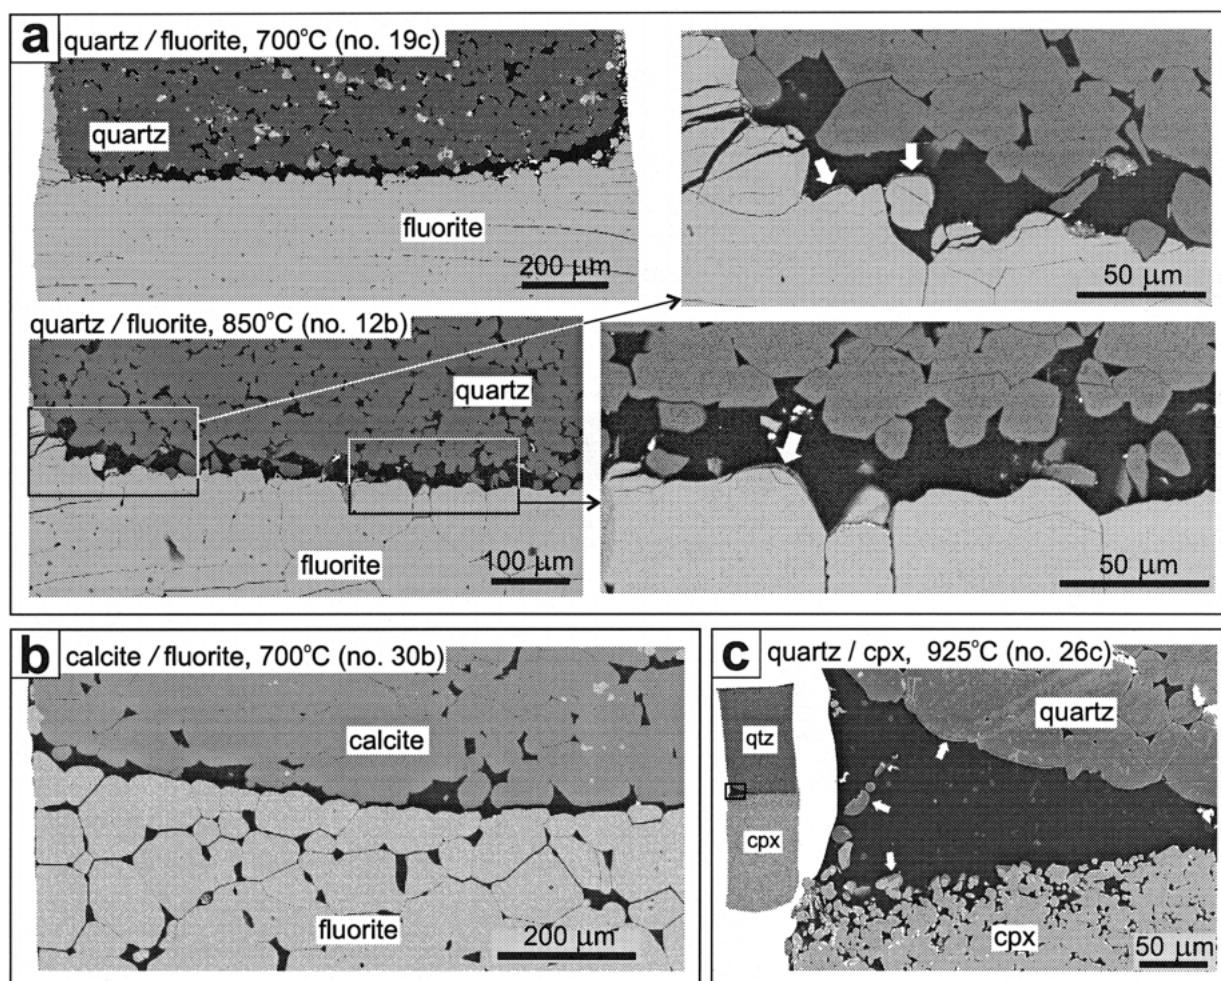 a quartz / fluorite, 700°C (no. 19c)
quartz
fluorite
200 μm
50 μm
quartz / fluorite, 850°C (no. 12b)
quartz
fluorite
100 μm
50 μm
b calcite / fluorite, 700°C (no. 30b)
calcite
fluorite
200 μm
c quartz / cpx, 925°C (no. 26c)
quartz
qtz
cpx
cpx
50 μm